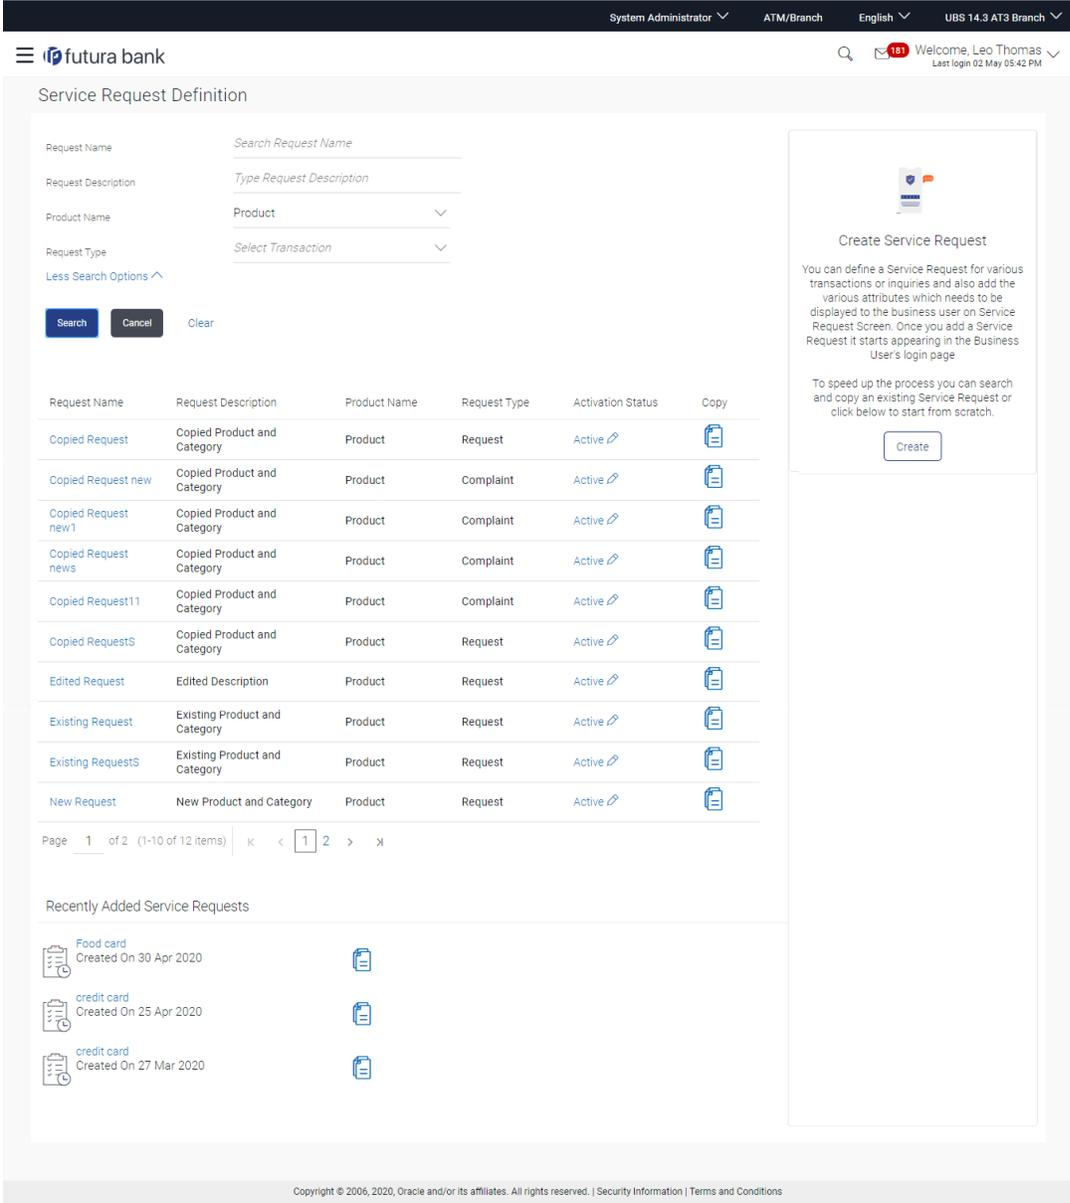 System Administrator ATM/Branch English UBS 14.3 AT3 Branch
futura bank 181 Welcome, Leo Thomas
Last login 02 May 05:42 PM
Service Request Definition
Request Name Search Request Name
Request Description Type Request Description
Product Name Product
Request Type Select Transaction
Less Search Options
Search Cancel Clear
Request Name Request Description Product Name Request Type Activation Status Copy
Copied Request Copied Product and Category Product Request Active
Copied Request new Copied Product and Category Product Complaint Active
Copied Request new1 Copied Product and Category Product Complaint Active
Copied Request news Copied Product and Category Product Complaint Active
Copied Request11 Copied Product and Category Product Complaint Active
Copied RequestS Copied Product and Category Product Request Active
Edited Request Edited Description Product Request Active
Existing Request Existing Product and Category Product Request Active
Existing RequestS Existing Product and Category Product Request Active
New Request New Product and Category Product Request Active
Page 1 of 2 (1-10 of 12 items) 1 2
Recently Added Service Requests
Food card
Created On 30 Apr 2020
credit card
Created On 25 Apr 2020
credit card
Created On 27 Mar 2020
Create Service Request
You can define a Service Request for various
transactions or inquiries and also add the
various attributes which needs to be
displayed to the business user on Service
Request Screen. Once you add a Service
Request it starts appearing in the Business
User's login page
To speed up the process you can search
and copy an existing Service Request or
click below to start from scratch.
Create
Copyright © 2006, 2020, Oracle and/or its affiliates. All rights reserved. | Security Information | Terms and Conditions